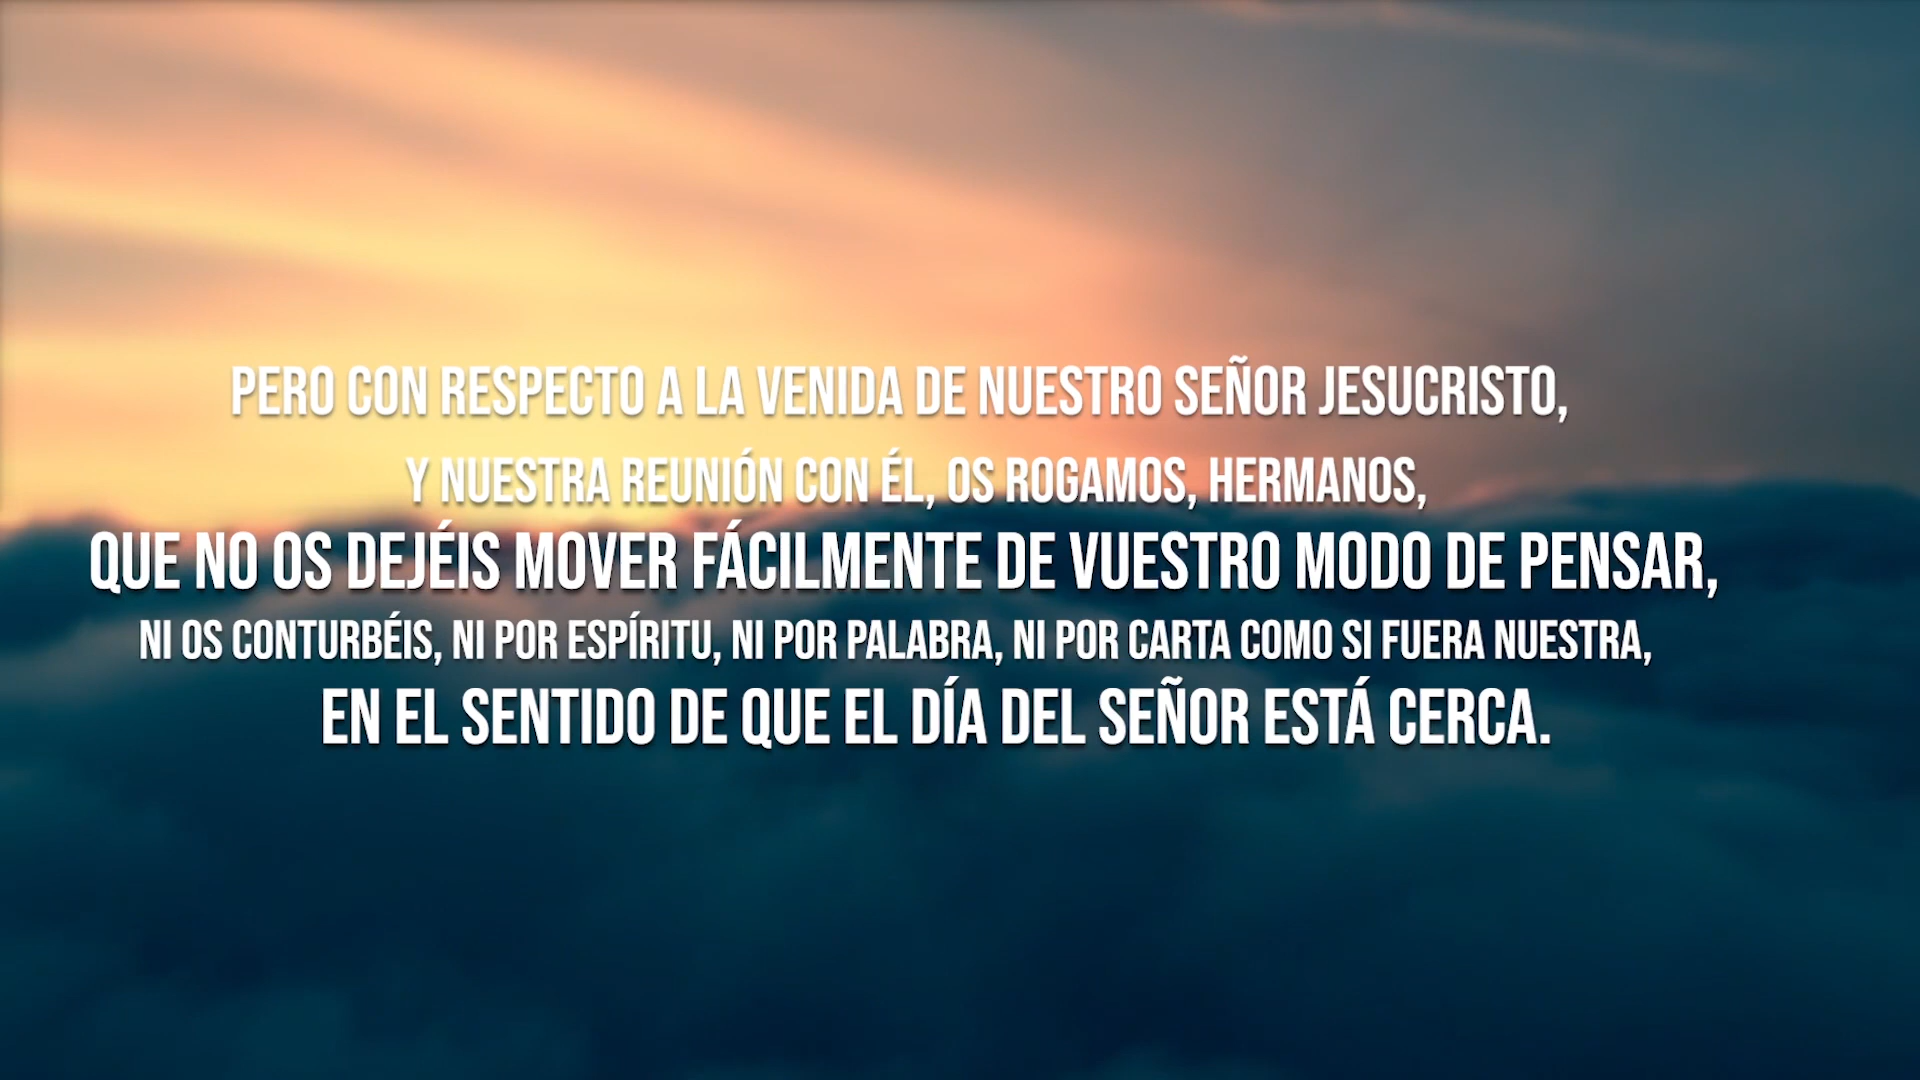 PERO CON RESPECTO A LA VENIDA DE NUESTRO SEÑOR JESUCRISTO,
Y NUESTRA REUNIÓN CON ÉL, OS ROGAMOS, HERMANOS,
QUE NO OS DEJÉIS MOVER FÁCILMENTE DE VUESTRO MODO DE PENSAR,
NI OS CONTURBÉIS, NI POR ESPÍRITU, NI POR PALABRA, NI POR CARTA COMO SI FUERA NUESTRA,
EN EL SENTIDO DE QUE EL DÍA DEL SEÑOR ESTÁ CERCA.